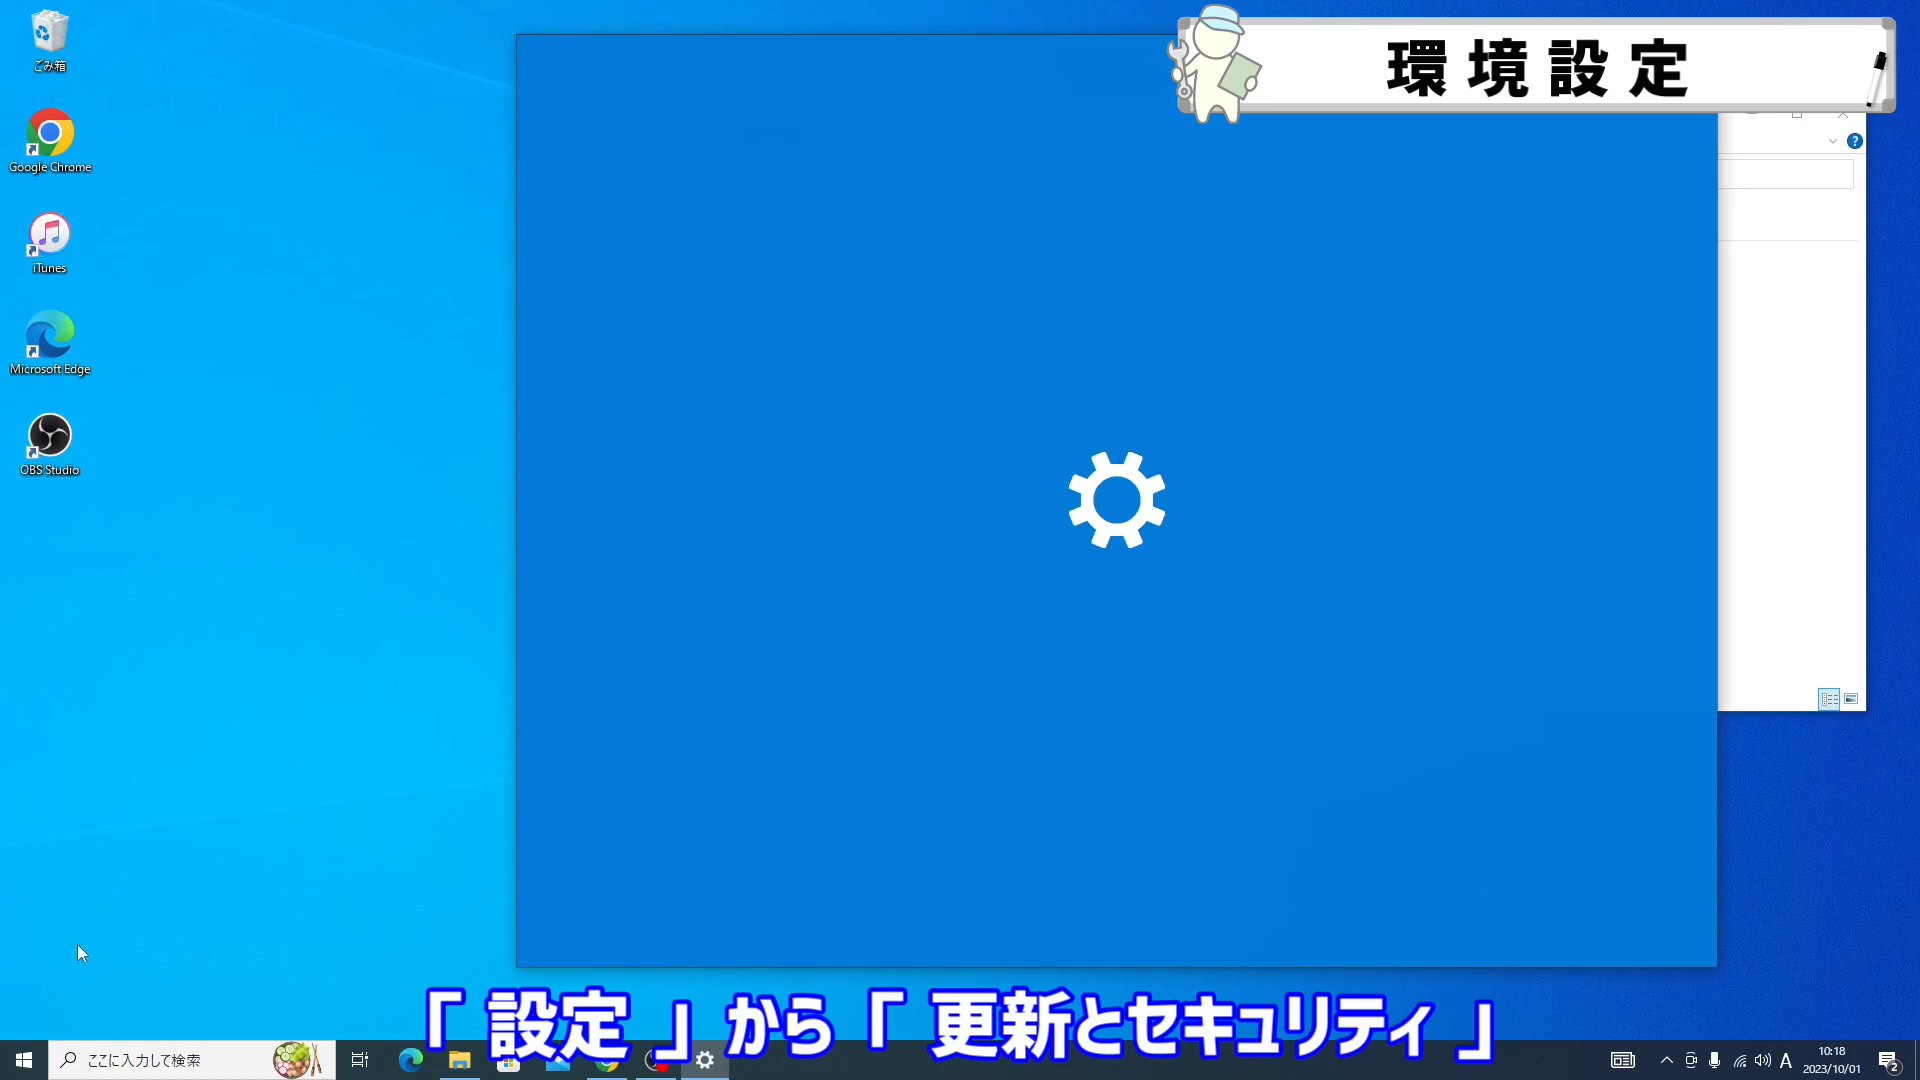 ごみ箱
Google Chrome
iTunes
Microsoft Edge
OBS Studio
環境設定
?
「 設定 」から「 更新とセキュリティ 」
ここに入力して検索
A
10:18
2023/10/01
2